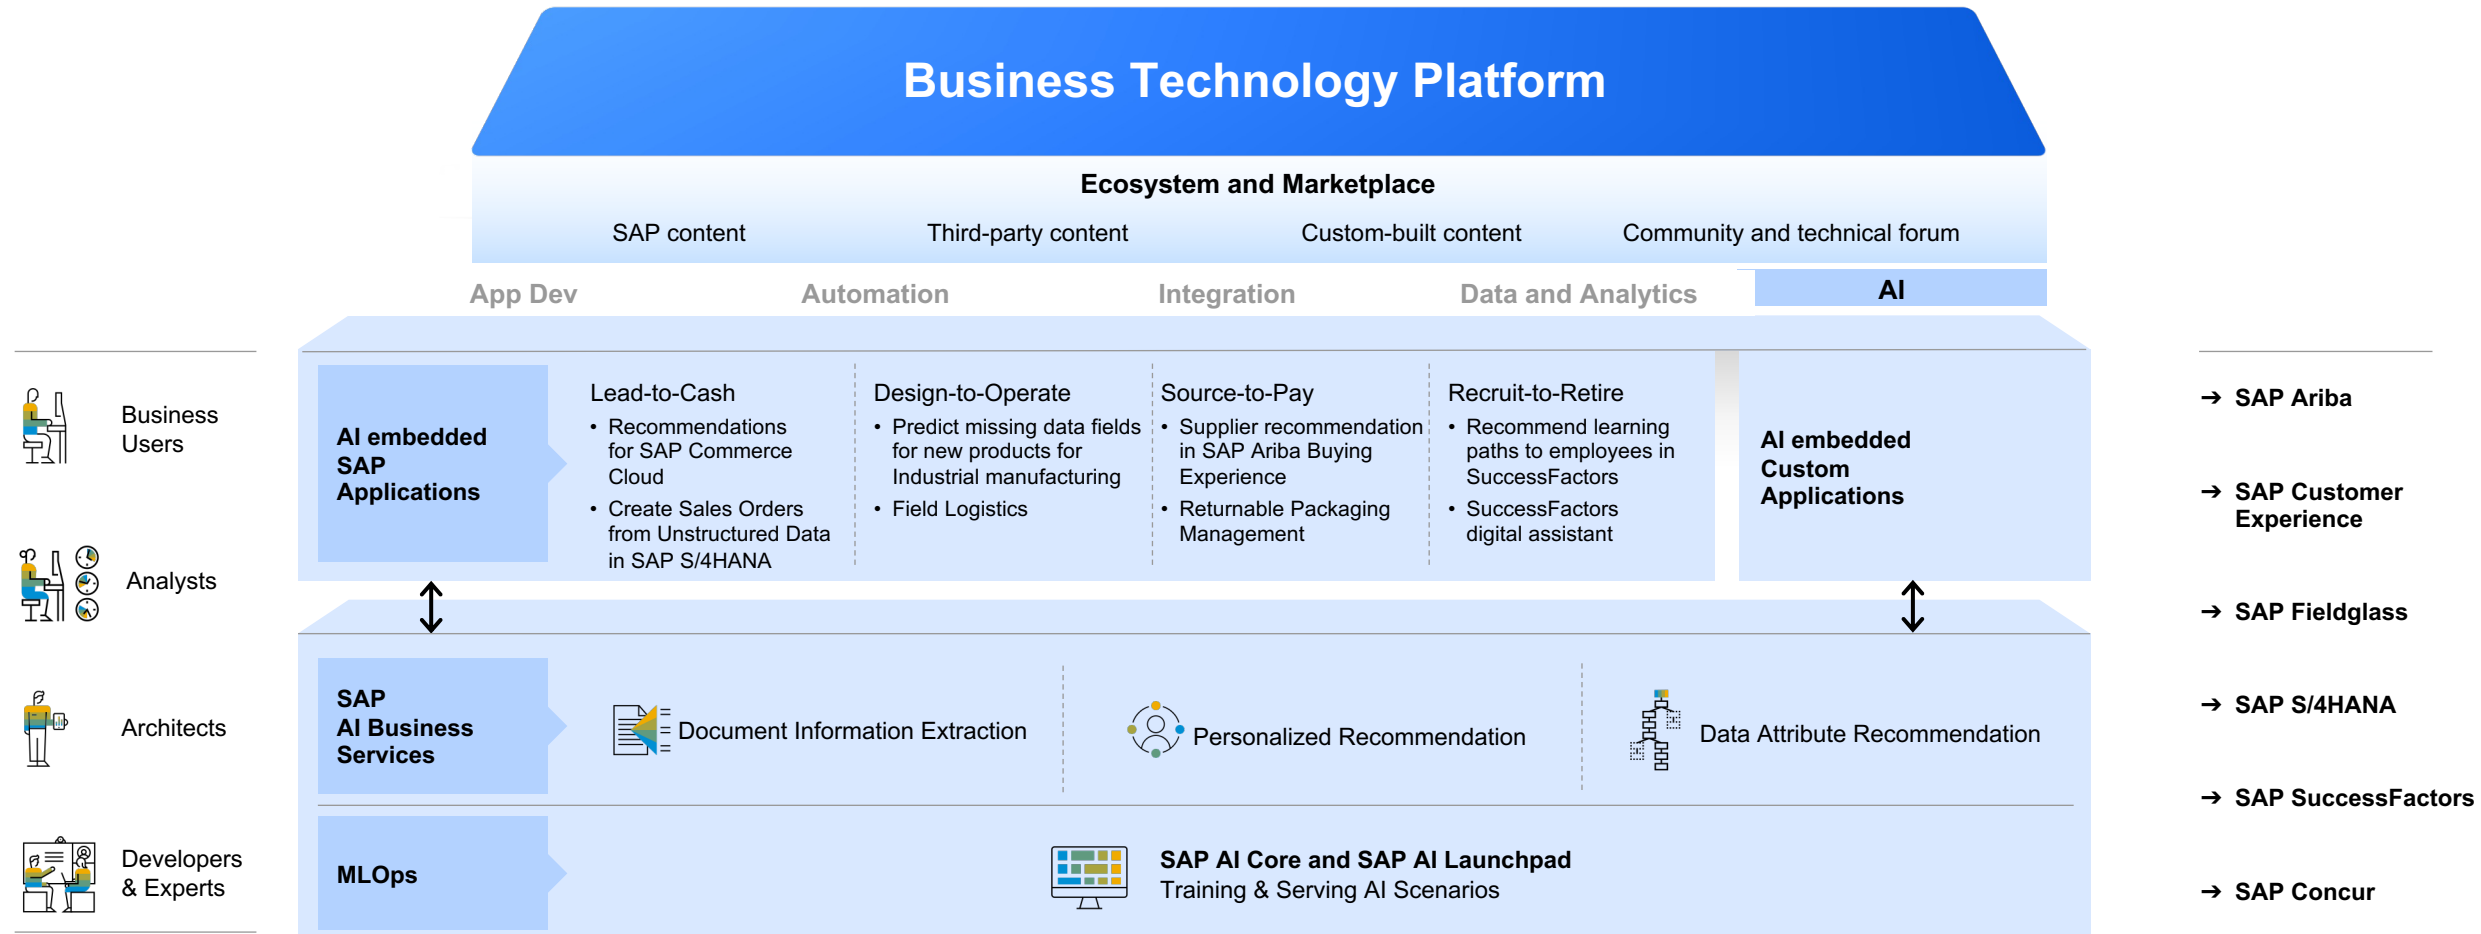 Business Technology Platform
Ecosystem and Marketplace
SAP content
Third-party content
Custom-built content
Community and technical forum
App Dev
Automation
Integration
Data and Analytics
AI
Business
Users
Analysts
Architects
Developers
& Experts
AI embedded
SAP
Applications
Lead-to-Cash
• Recommendations
for SAP Commerce
Cloud
• Create Sales Orders
from Unstructured Data
in SAP S/4HANA
Design-to-Operate
• Predict missing data fields
for new products for
Industrial manufacturing
• Field Logistics
Source-to-Pay
• Supplier recommendation
in SAP Ariba Buying
Experience
• Returnable Packaging
Management
Recruit-to-Retire
• Recommend learning
paths to employees in
SuccessFactors
• SuccessFactors
digital assistant
AI embedded
Custom
Applications
SAP
AI Business
Services
Document Information Extraction
Personalized Recommendation
Data Attribute Recommendation
MLOps
SAP AI Core and SAP AI Launchpad
Training & Serving AI Scenarios
→ SAP Ariba
→ SAP Customer
Experience
→ SAP Fieldglass
→ SAP S/4HANA
→ SAP SuccessFactors
→ SAP Concur